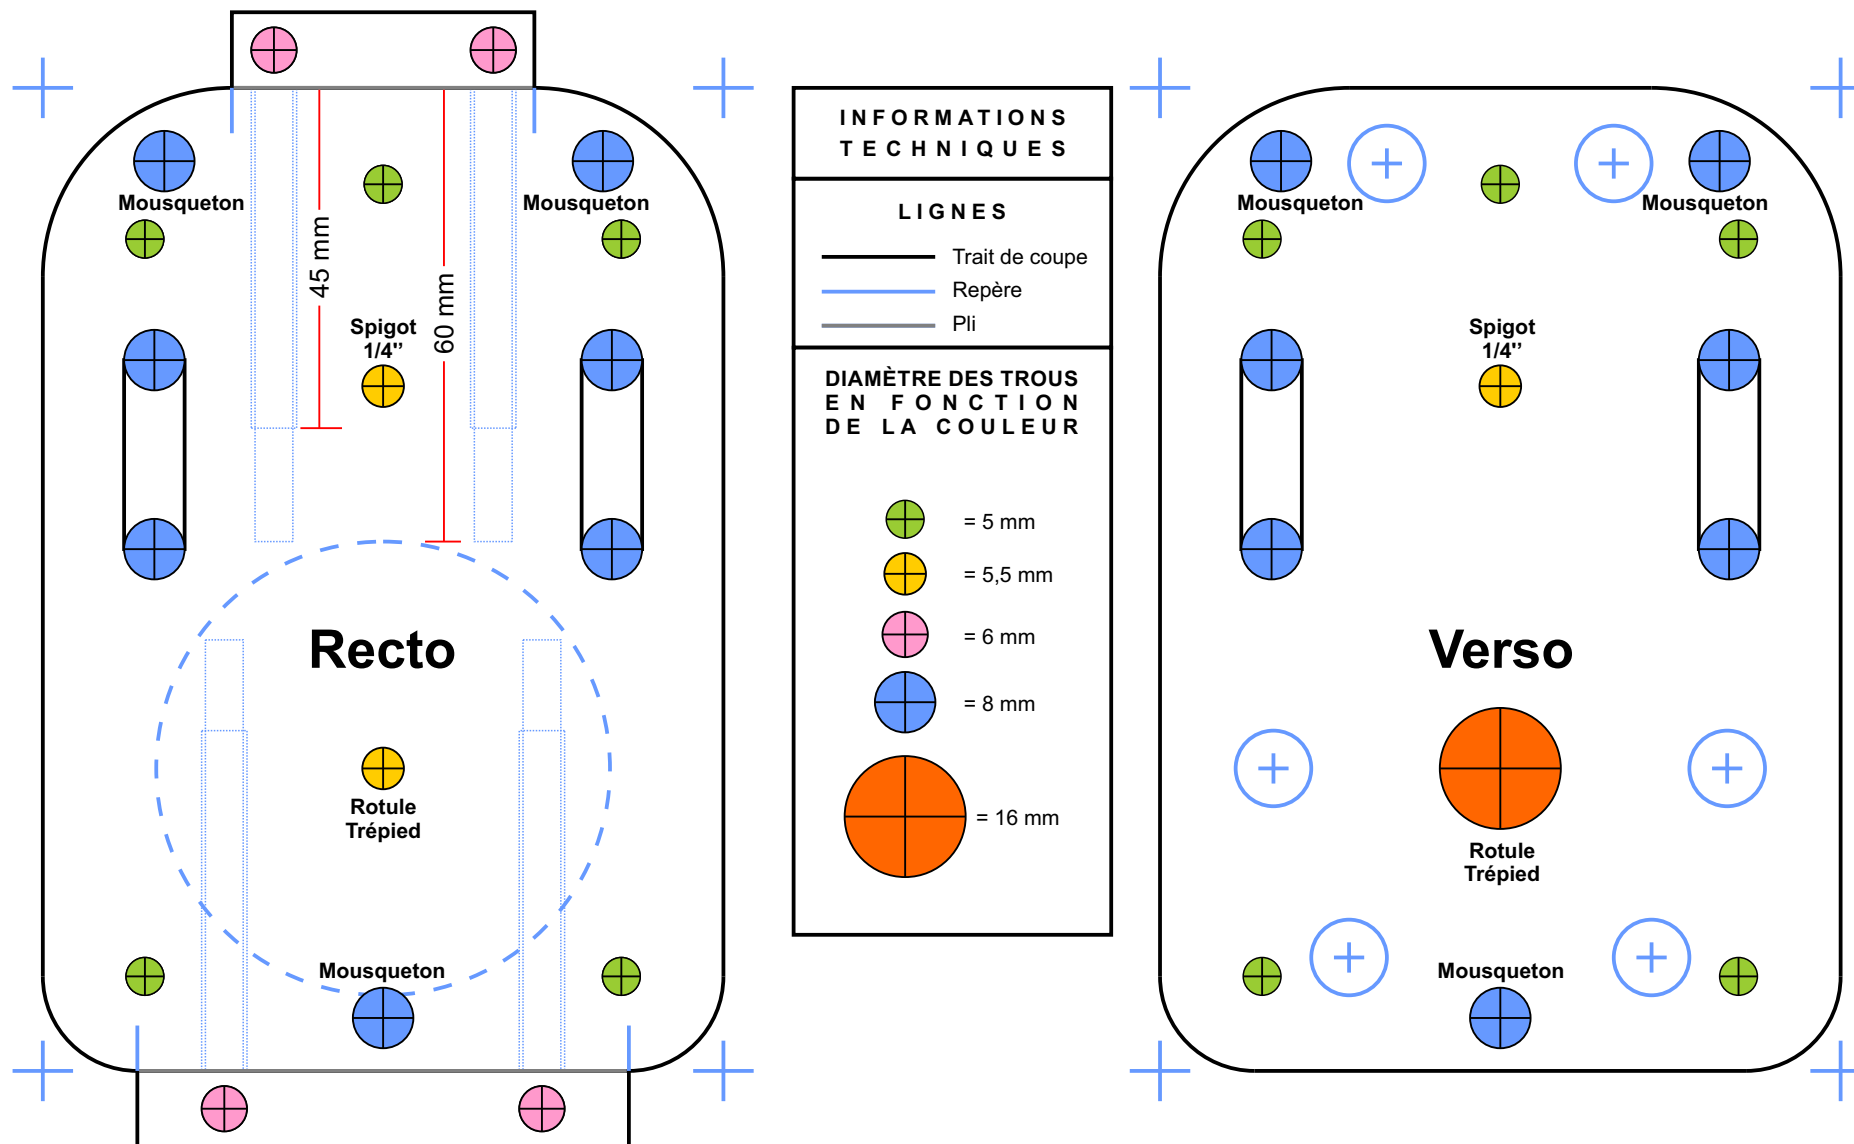 Mousqueton
Mousqueton
45 mm
60 mm
Spigot
1/4''
Recto
Rotule
Trépied
Mousqueton
INFORMATIONS
TECHNIQUES
LIGNES
Trait de coupe
Repère
Pli
DIAMÈTRE DES TROUS
EN FONCTION
DE LA COULEUR
= 5 mm
= 5,5 mm
= 6 mm
= 8 mm
= 16 mm
Mousqueton
Mousqueton
Spigot
1/4''
Verso
Rotule
Trépied
Mousqueton